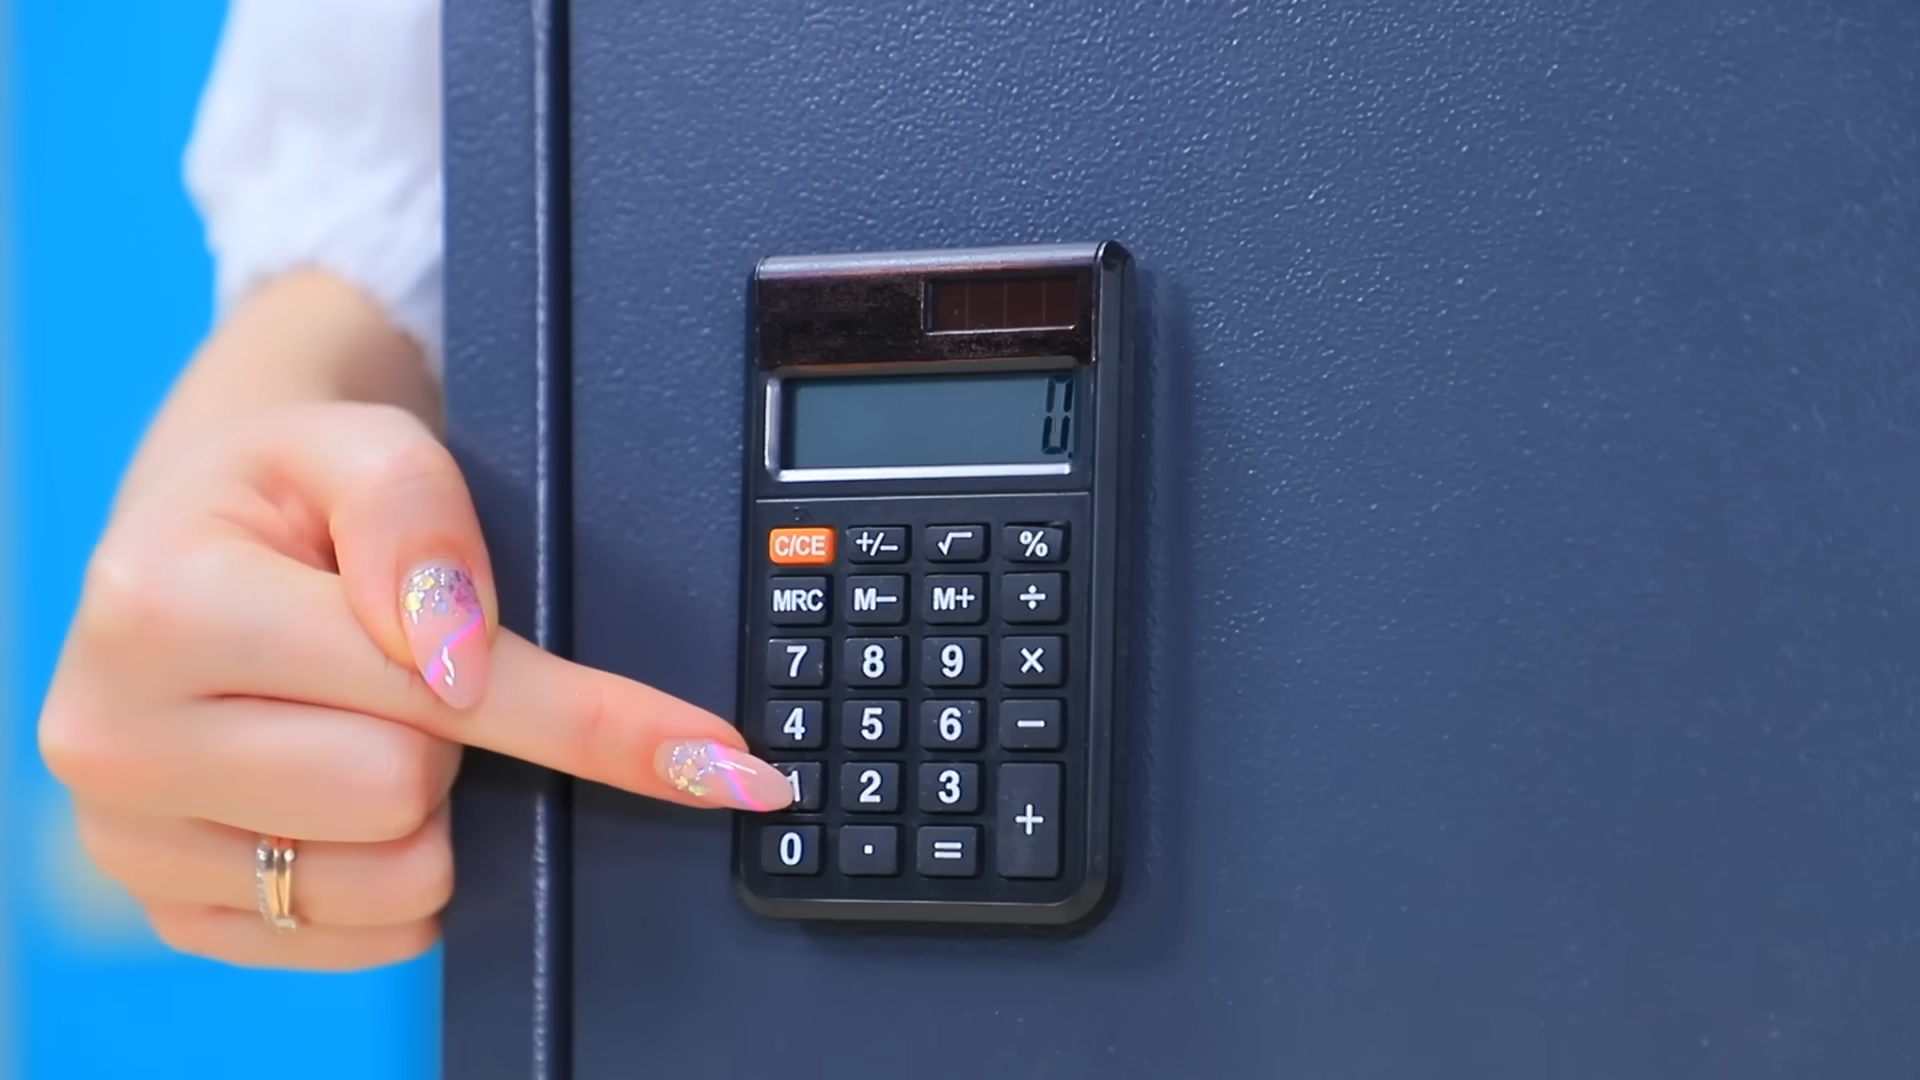 0.
C/CE +/− √ %
MRC M− M+ ÷
7 8 9 ×
4 5 6 −
1 2 3 +
0 . =